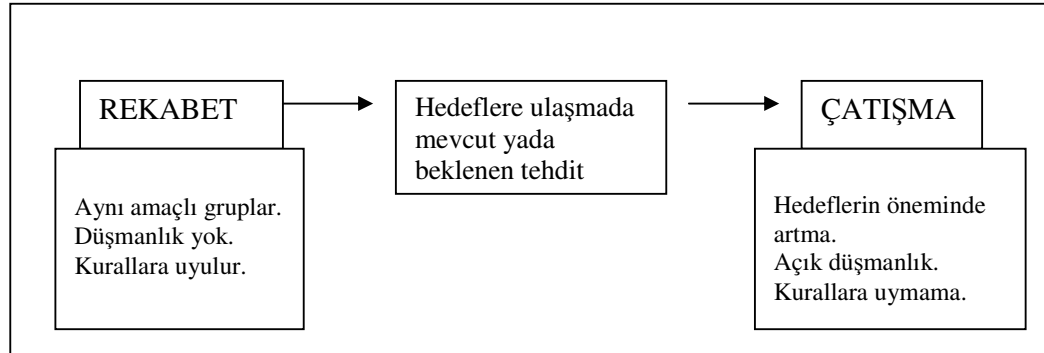 REKABET
Aynı amaçlı gruplar.
Düşmanlık yok.
Kurallara uyulur.
Hedeflere ulaşmada
mevcut yada
beklenen tehdit
ÇATIŞMA
Hedeflerin öneminde
artma.
Açık düşmanlık.
Kurallara uymama.